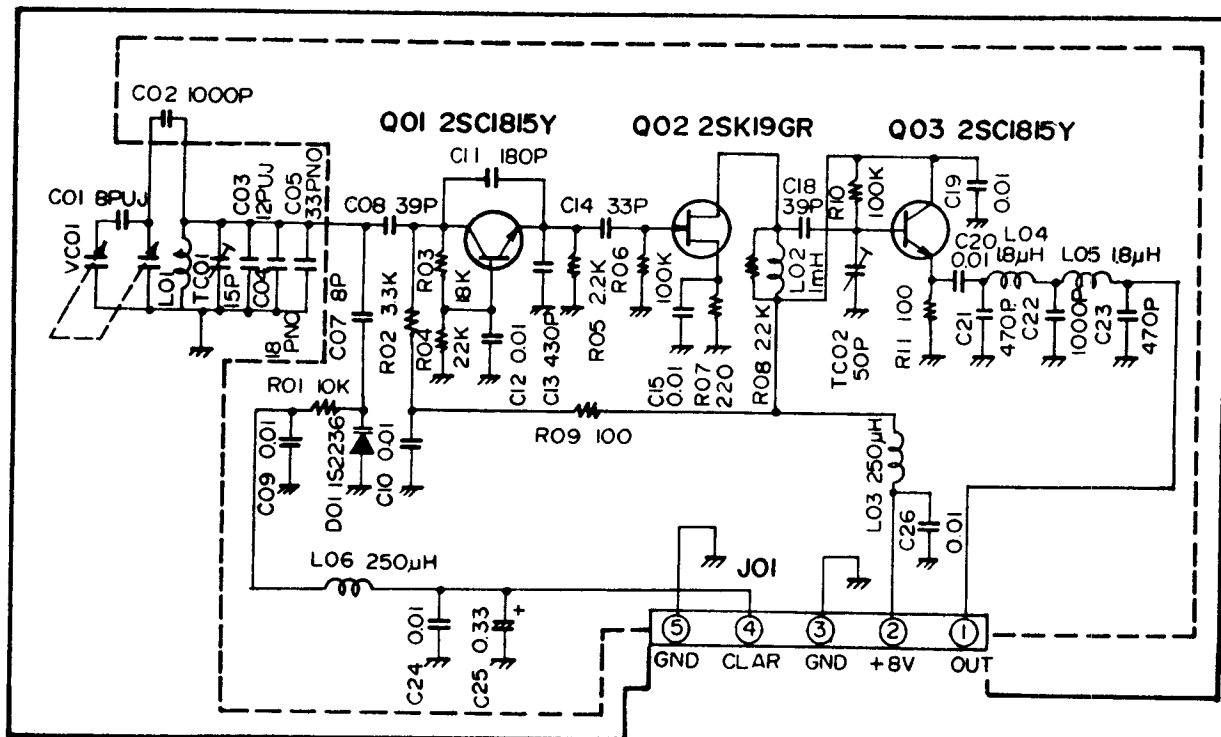 C02 1000P
Q01 2SC1815Y
Q02 2SK19GR
Q03 2SC1815Y
C11 180P
C01 8PUJ
VC01
L01
TC01
15P
C03
12PUJ
C04
18
PNO
C05
33PNO
C08 39P
C07 8P
R02 3.3K
R03
18K
R04
22K
C12 0.01
C13 430P
C14 33P
R05 2.2K
R06
100K
C15
0.01
R07
220
R08 22K
L02
1mH
C18
39P
R10
100K
TC02
50P
C19
0.01
R11 100
C20
0.01
L04
1.8µH
L05 1.8µH
C21
470P
C22
1000P
C23
470P
R01 10K
C09 0.01
D01 1S2236
C10 0.01
R09 100
L03 250µH
C26
0.01
L06 250µH
C24 0.01
C25 0.33
+
J01
5 4 3 2 1
GND CLAR GND +8V OUT